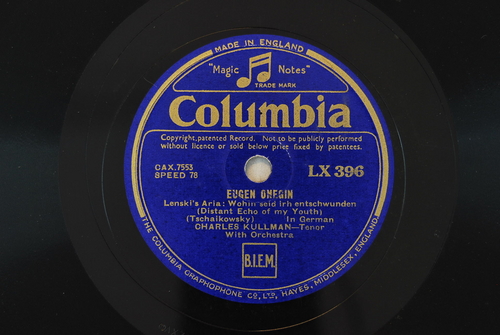 MADE IN ENGLAND
"Magic Notes"
TRADE MARK
Columbia
Copyright, patented Record. Not to be publicly performed
without licence or sold below price fixed by patentees.
CAX.7553
SPEED 78
LX 396
EUGEN ONEGIN
Lenski's Aria: Wohin seid irh entschwunden
(Distant Echo of my Youth)
(Tschaikowsky) In German
CHARLES KULLMAN—Tenor
With Orchestra
B.I.E.M.
THE COLUMBIA GRAPHOPHONE CO., LTD., HAYES, MIDDLESEX, ENGLAND